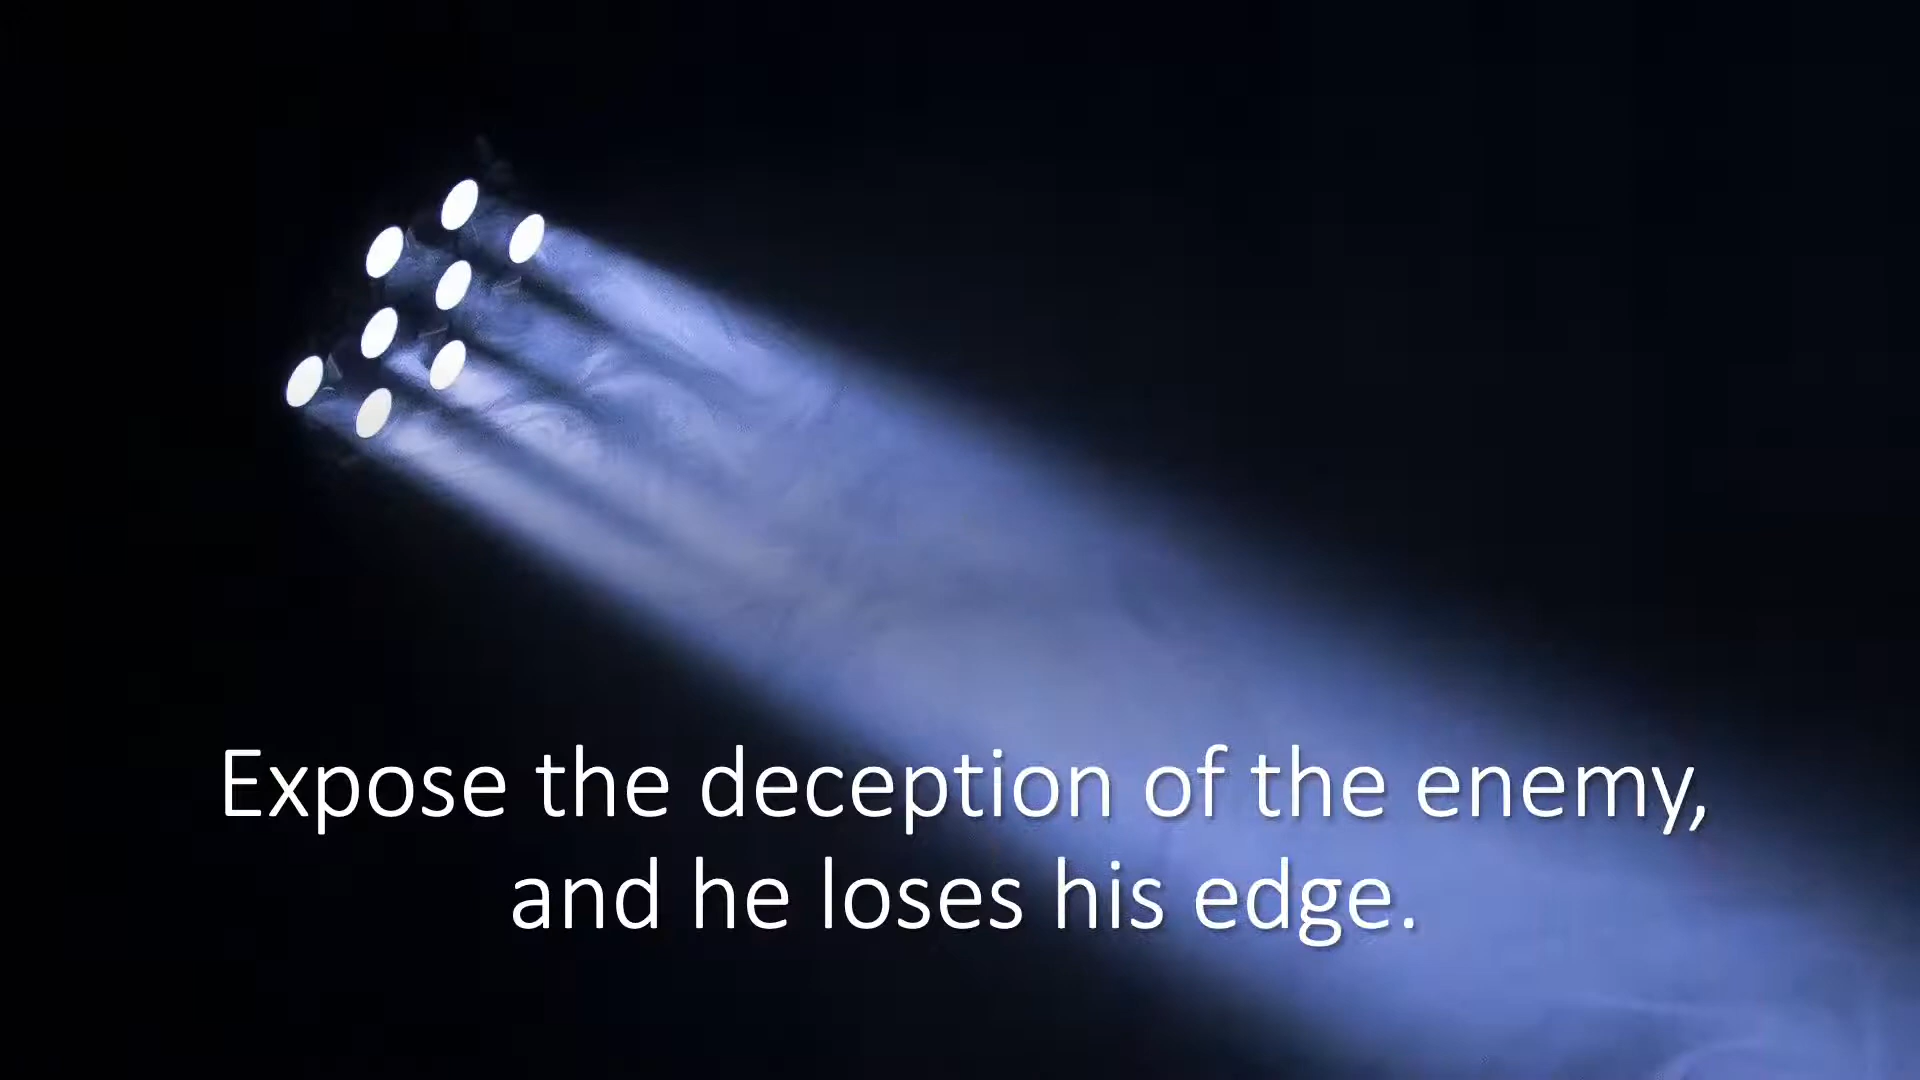 Expose the deception of the enemy,
and he loses his edge.